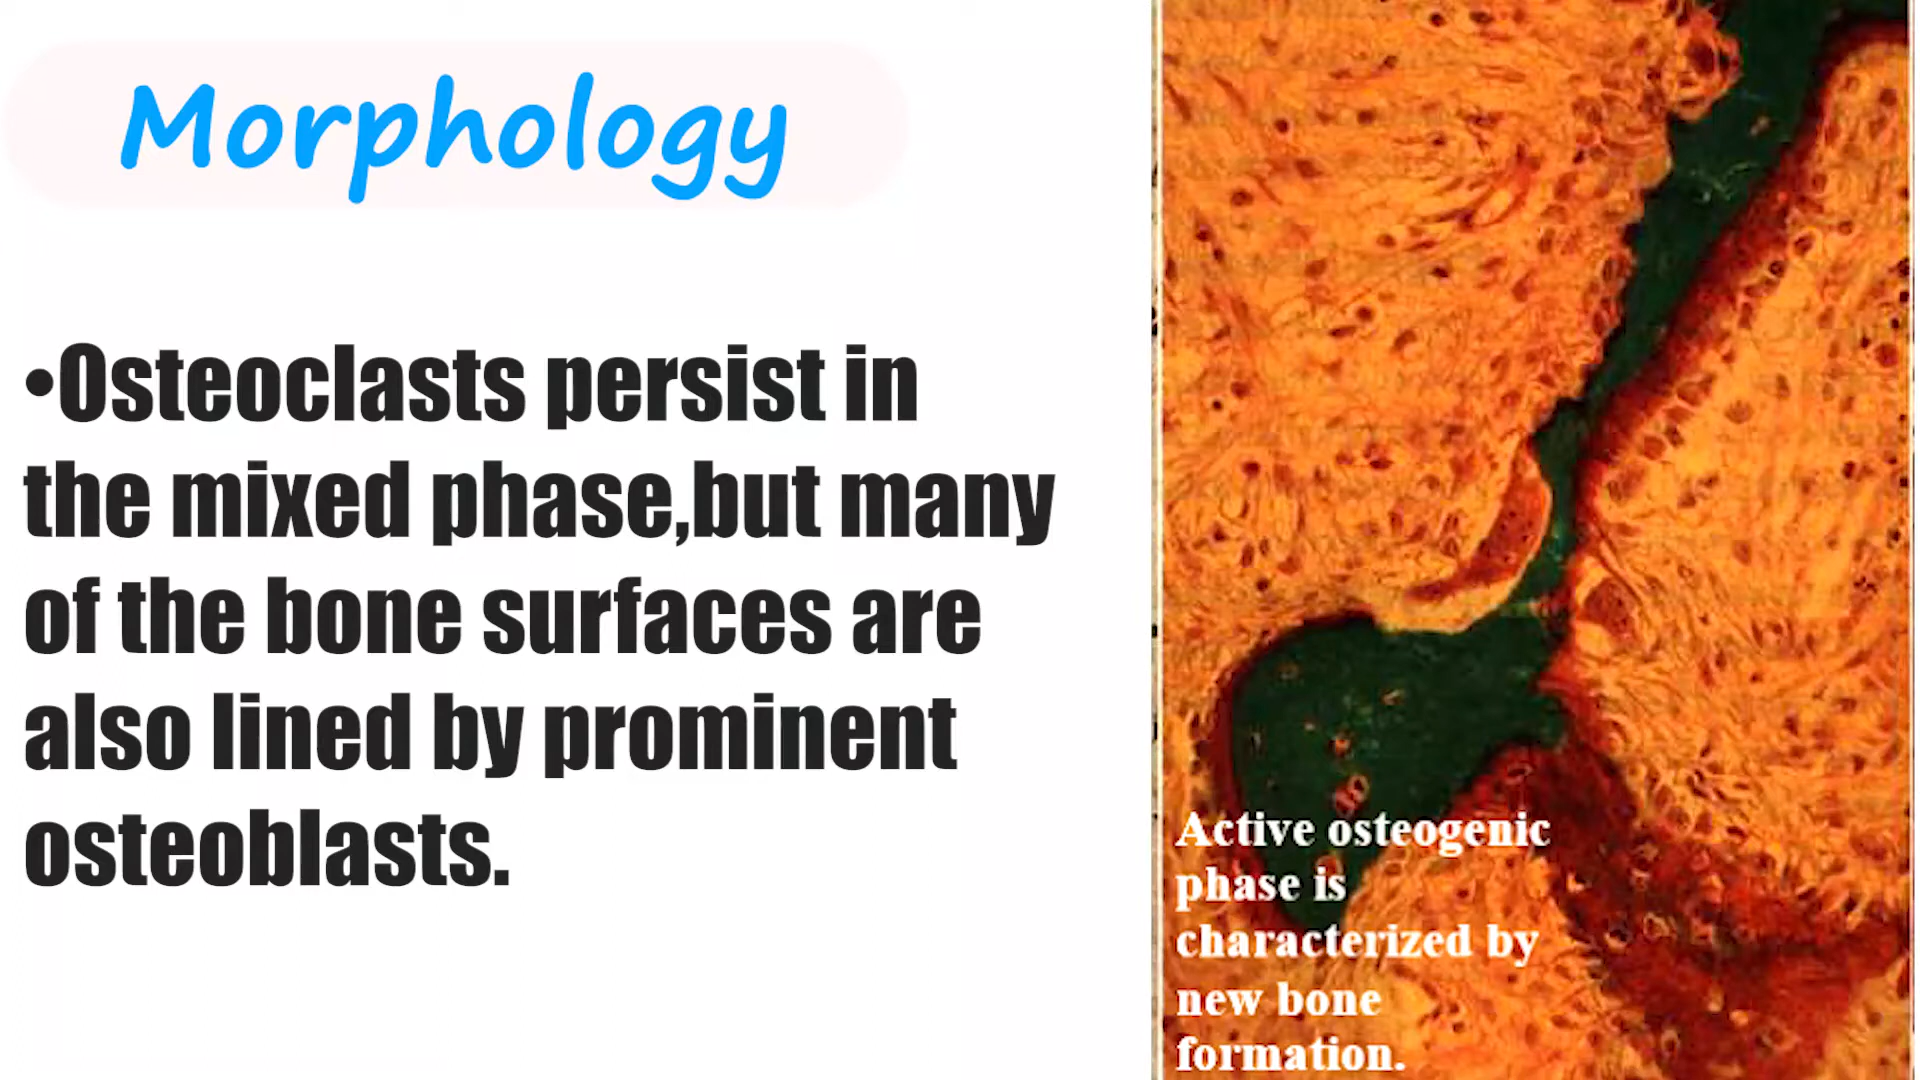 Morphology
•Osteoclasts persist in
the mixed phase,but many
of the bone surfaces are
also lined by prominent
osteoblasts.
Active osteogenic
phase is
characterized by
new bone
formation.